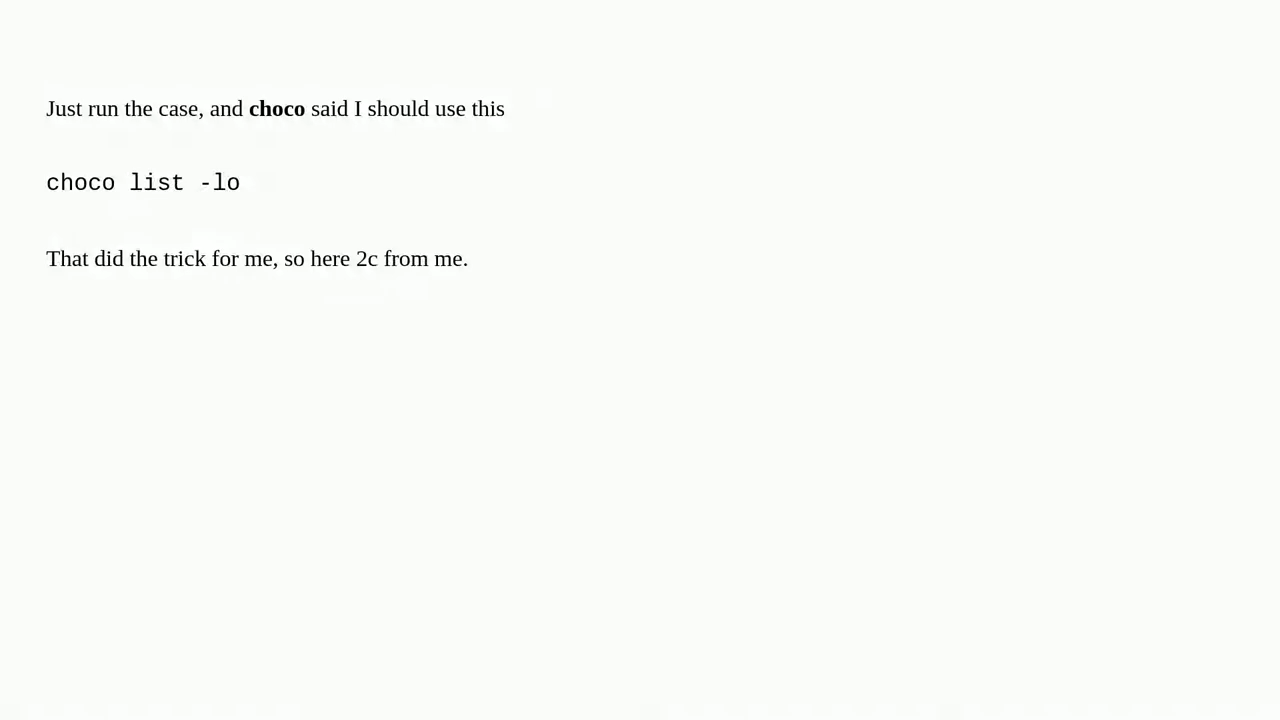 Just run the case, and choco said I should use this
choco list -lo
That did the trick for me, so here 2c from me.